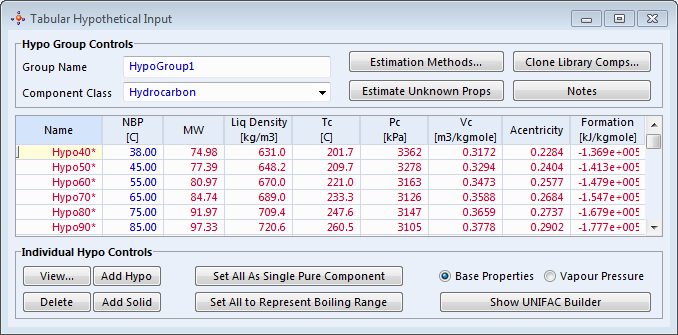 Tabular Hypothetical Input
Hypo Group Controls
Group Name HypoGroup1 Estimation Methods... Clone Library Comps...
Component Class Hydrocarbon Estimate Unknown Props Notes
Name NBP [C] MW Liq Density [kg/m3] Tc [C] Pc [kPa] Vc [m3/kgmole] Acentricity Formation [kJ/kgmole]
Hypo40* 38.00 74.98 631.0 201.7 3362 0.3172 0.2284 -1.369e+005
Hypo50* 45.00 77.39 648.2 209.7 3278 0.3294 0.2404 -1.413e+005
Hypo60* 55.00 80.97 670.0 221.0 3163 0.3473 0.2577 -1.479e+005
Hypo70* 65.00 84.74 689.0 233.3 3126 0.3588 0.2684 -1.547e+005
Hypo80* 75.00 91.97 709.4 247.6 3147 0.3659 0.2737 -1.679e+005
Hypo90* 85.00 97.33 720.6 260.5 3105 0.3778 0.2902 -1.777e+005
Individual Hypo Controls
View... Add Hypo Set All As Single Pure Component Base Properties Vapour Pressure
Delete Add Solid Set All to Represent Boiling Range Show UNIFAC Builder